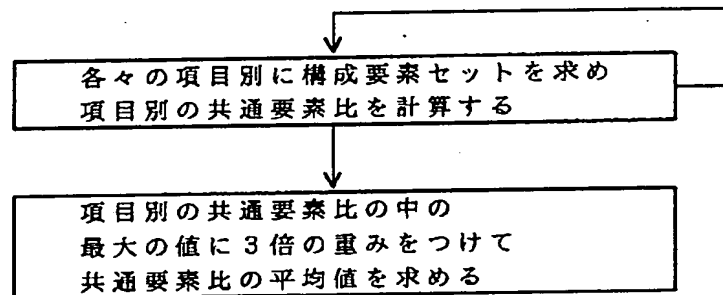 各々の項目別に構成要素セットを求め
項目別の共通要素比を計算する
項目別の共通要素比の中の
最大の値に3倍の重みをつけて
共通要素比の平均値を求める